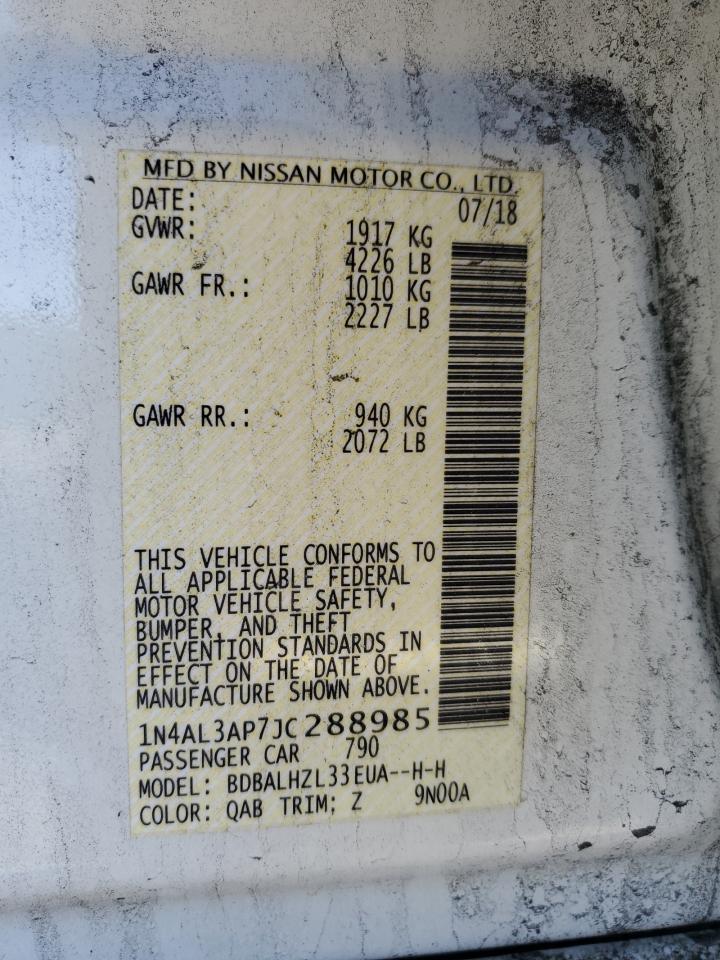 MFD BY NISSAN MOTOR CO., LTD.
DATE: 07/18
GVWR: 1917 KG
4226 LB
GAWR FR.: 1010 KG
2227 LB
GAWR RR.: 940 KG
2072 LB
THIS VEHICLE CONFORMS TO
ALL APPLICABLE FEDERAL
MOTOR VEHICLE SAFETY,
BUMPER, AND THEFT
PREVENTION STANDARDS IN
EFFECT ON THE DATE OF
MANUFACTURE SHOWN ABOVE.
1N4AL3AP7JC288985
PASSENGER CAR 790
MODEL: BDBALHZL33EUA--H-H
COLOR: QAB TRIM: Z 9N00A